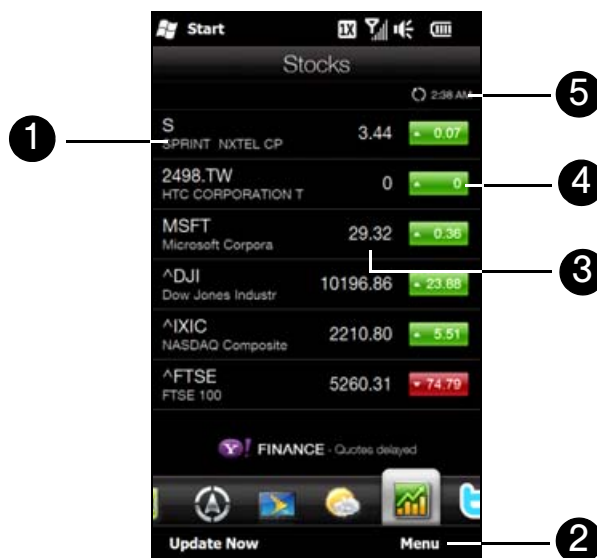 Start 1X
Stocks
2:38 AM 5
1 S 3.44 0.07
SPRINT NXTEL CP
2498.TW 0 0 4
HTC CORPORATION T
MSFT 29.32 0.36
Microsoft Corpora
3
^DJI 10196.86 23.88
Dow Jones Industr
^IXIC 2210.80 5.51
NASDAQ Composite
^FTSE 5260.31 74.79
FTSE 100
Y! FINANCE - Quotes delayed
Update Now Menu 2